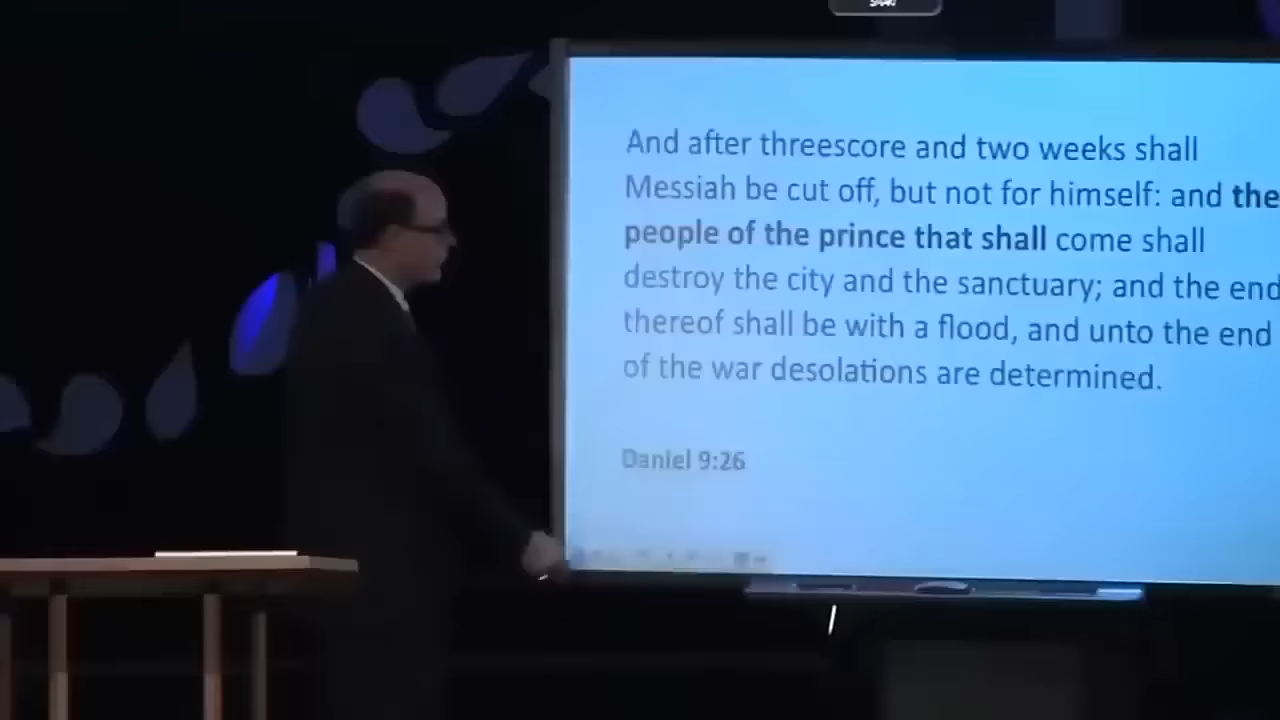 And after threescore and two weeks shall
Messiah be cut off, but not for himself: and the
people of the prince that shall come shall
destroy the city and the sanctuary; and the end
thereof shall be with a flood, and unto the end
of the war desolations are determined.
Daniel 9:26